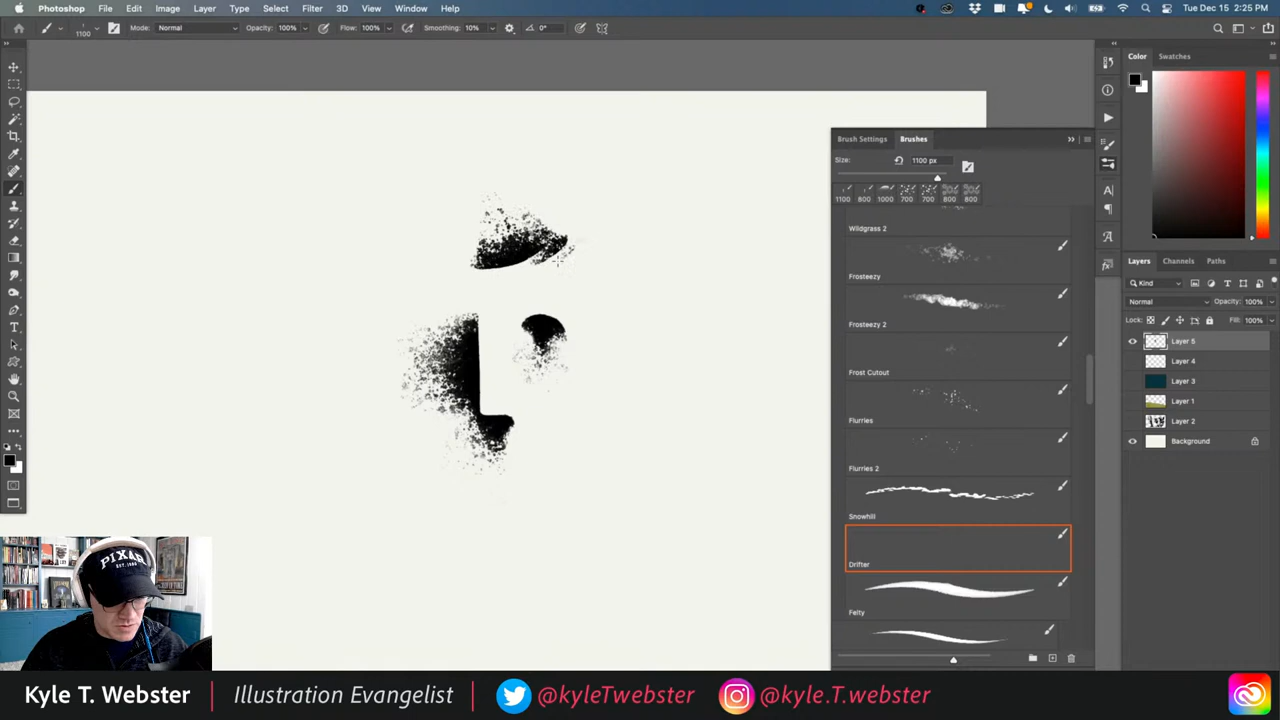 Photoshop File Edit Image Layer Type Select Filter 3D View Window Help
Tue Dec 15 2:25 PM
1100 Mode: Normal Opacity: 100% Flow: 100% Smoothing: 10% 0°
Color Swatches
Brush Settings Brushes
Size: 1100 px
1100 800 1000 700 700 800 800
Wildgrass 2
Frosteezy
Frosteezy 2
Frost Cutout
Flurries
Flurries 2
Snowhill
Drifter
Felty
Layers Channels Paths
Kind
Normal Opacity: 100%
Lock: Fill: 100%
Layer 5
Layer 4
Layer 3
Layer 1
Layer 2
Background
PIXAR
Kyle T. Webster | Illustration Evangelist @kyleTwebster | @kyle.T.webster